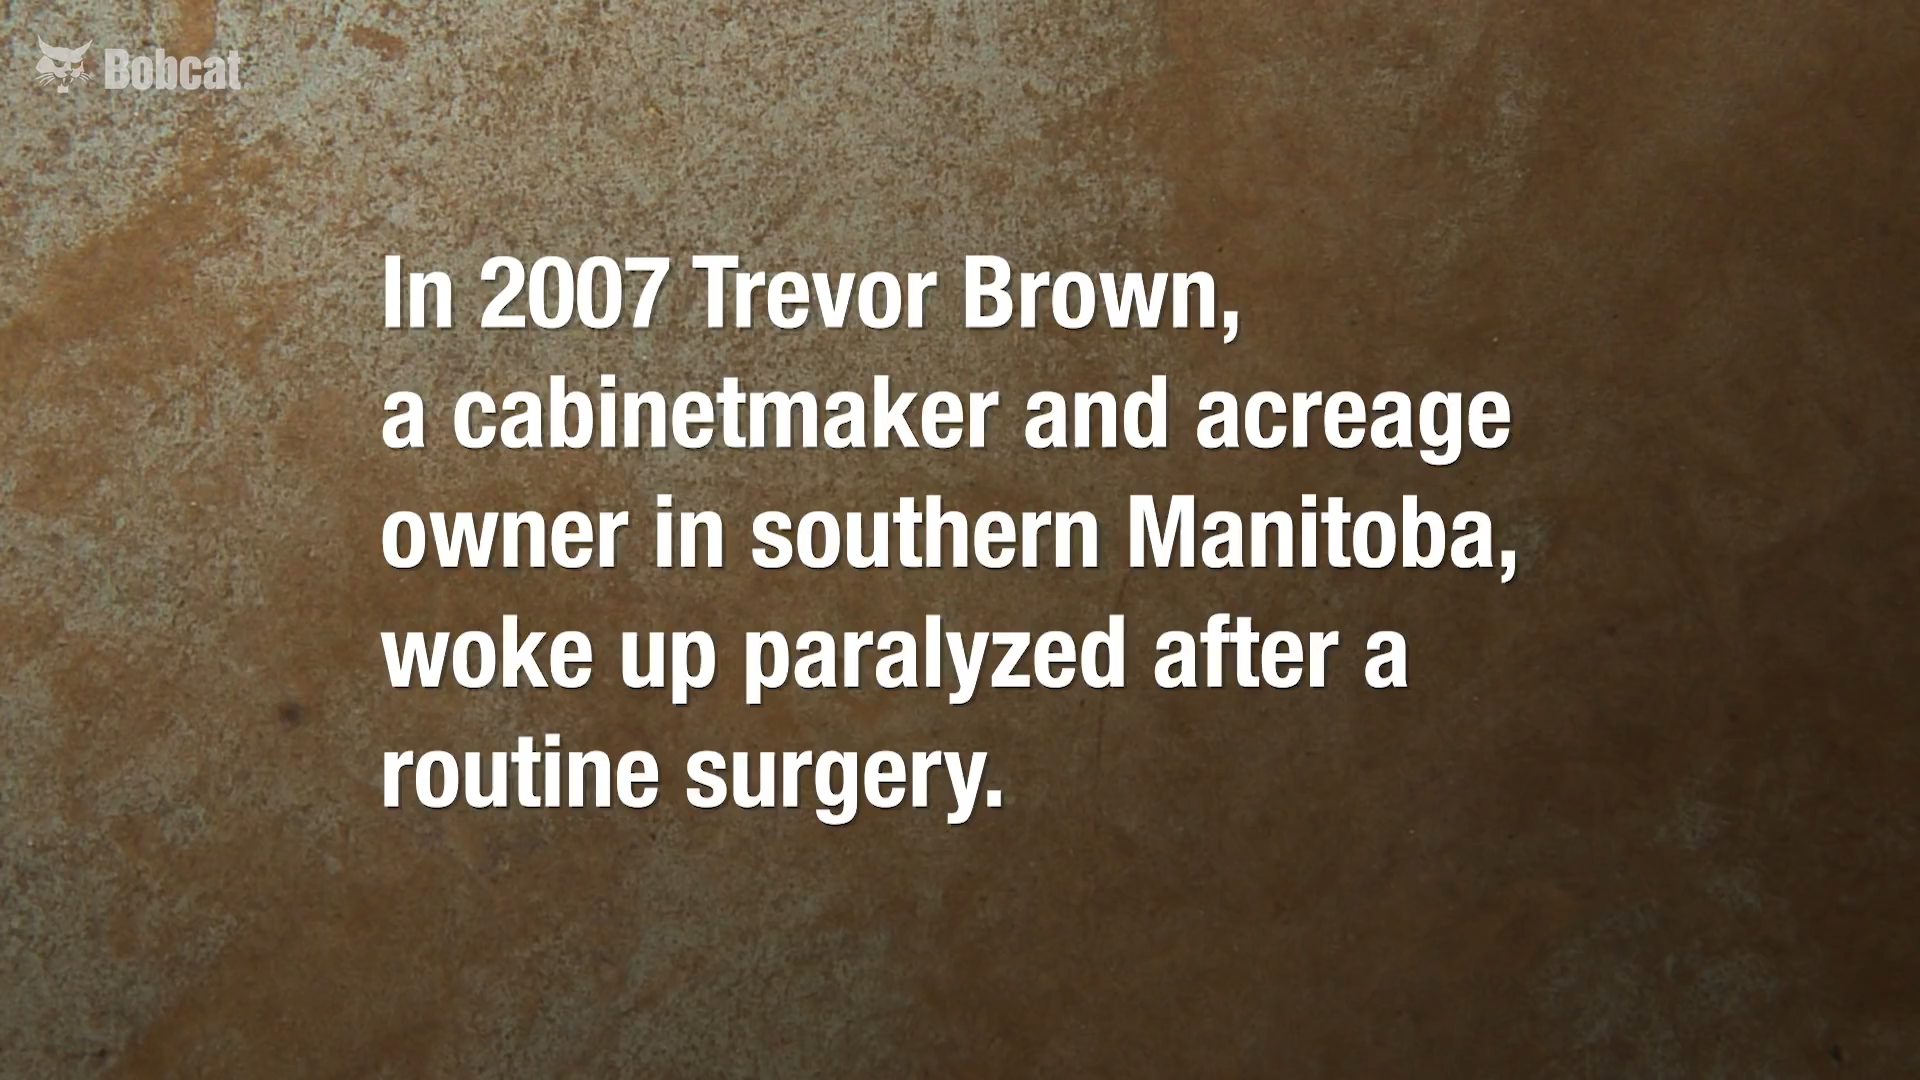 Bobcat
In 2007 Trevor Brown,
a cabinetmaker and acreage
owner in southern Manitoba,
woke up paralyzed after a
routine surgery.